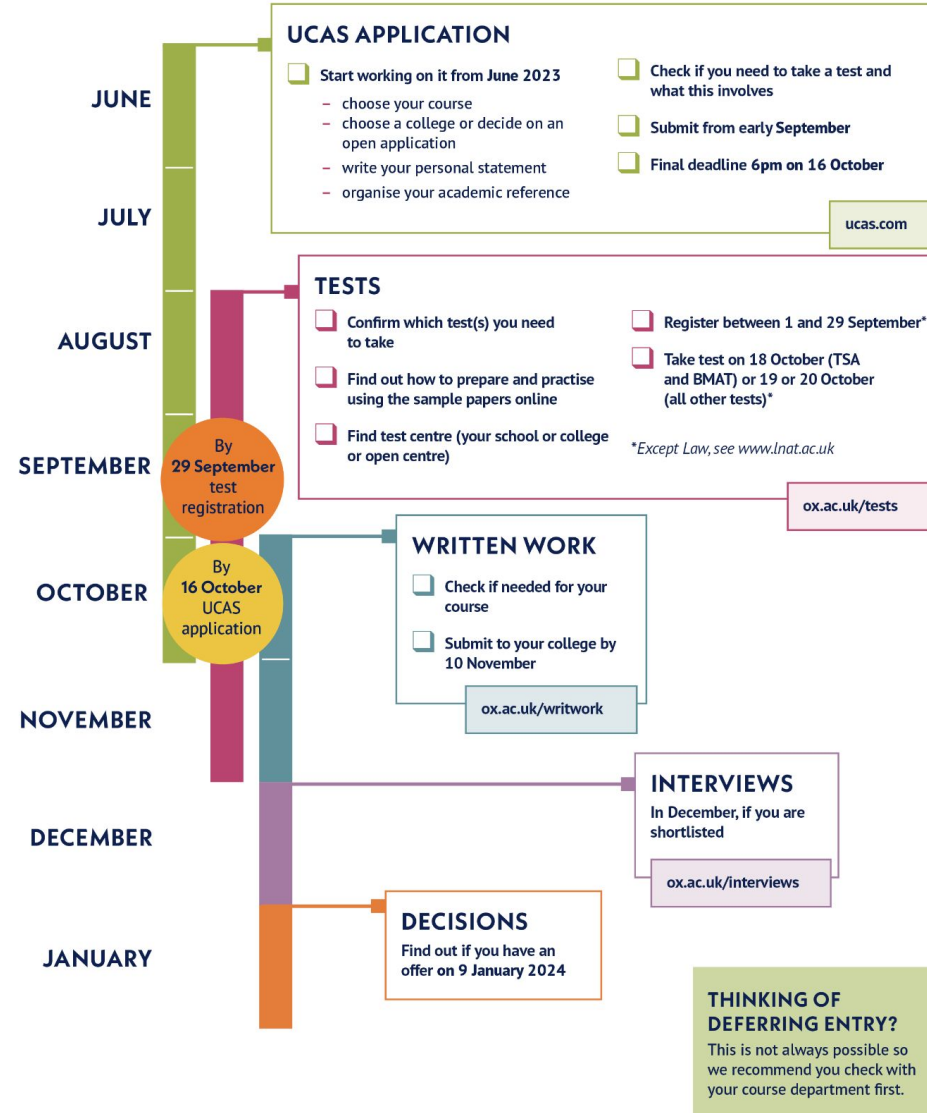 UCAS APPLICATION
Start working on it from June 2023
– choose your course
– choose a college or decide on an
open application
– write your personal statement
– organise your academic reference
Check if you need to take a test and
what this involves
Submit from early September
Final deadline 6pm on 16 October
ucas.com
JUNE
JULY
AUGUST
SEPTEMBER
OCTOBER
NOVEMBER
DECEMBER
JANUARY
TESTS
Confirm which test(s) you need
to take
Find out how to prepare and practise
using the sample papers online
Find test centre (your school or college
or open centre)
Register between 1 and 29 September*
Take test on 18 October (TSA
and BMAT) or 19 or 20 October
(all other tests)*
*Except Law, see www.lnat.ac.uk
ox.ac.uk/tests
By
29 September
test
registration
By
16 October
UCAS
application
WRITTEN WORK
Check if needed for your
course
Submit to your college by
10 November
ox.ac.uk/writwork
INTERVIEWS
In December, if you are
shortlisted
ox.ac.uk/interviews
DECISIONS
Find out if you have an
offer on 9 January 2024
THINKING OF
DEFERRING ENTRY?
This is not always possible so
we recommend you check with
your course department first.